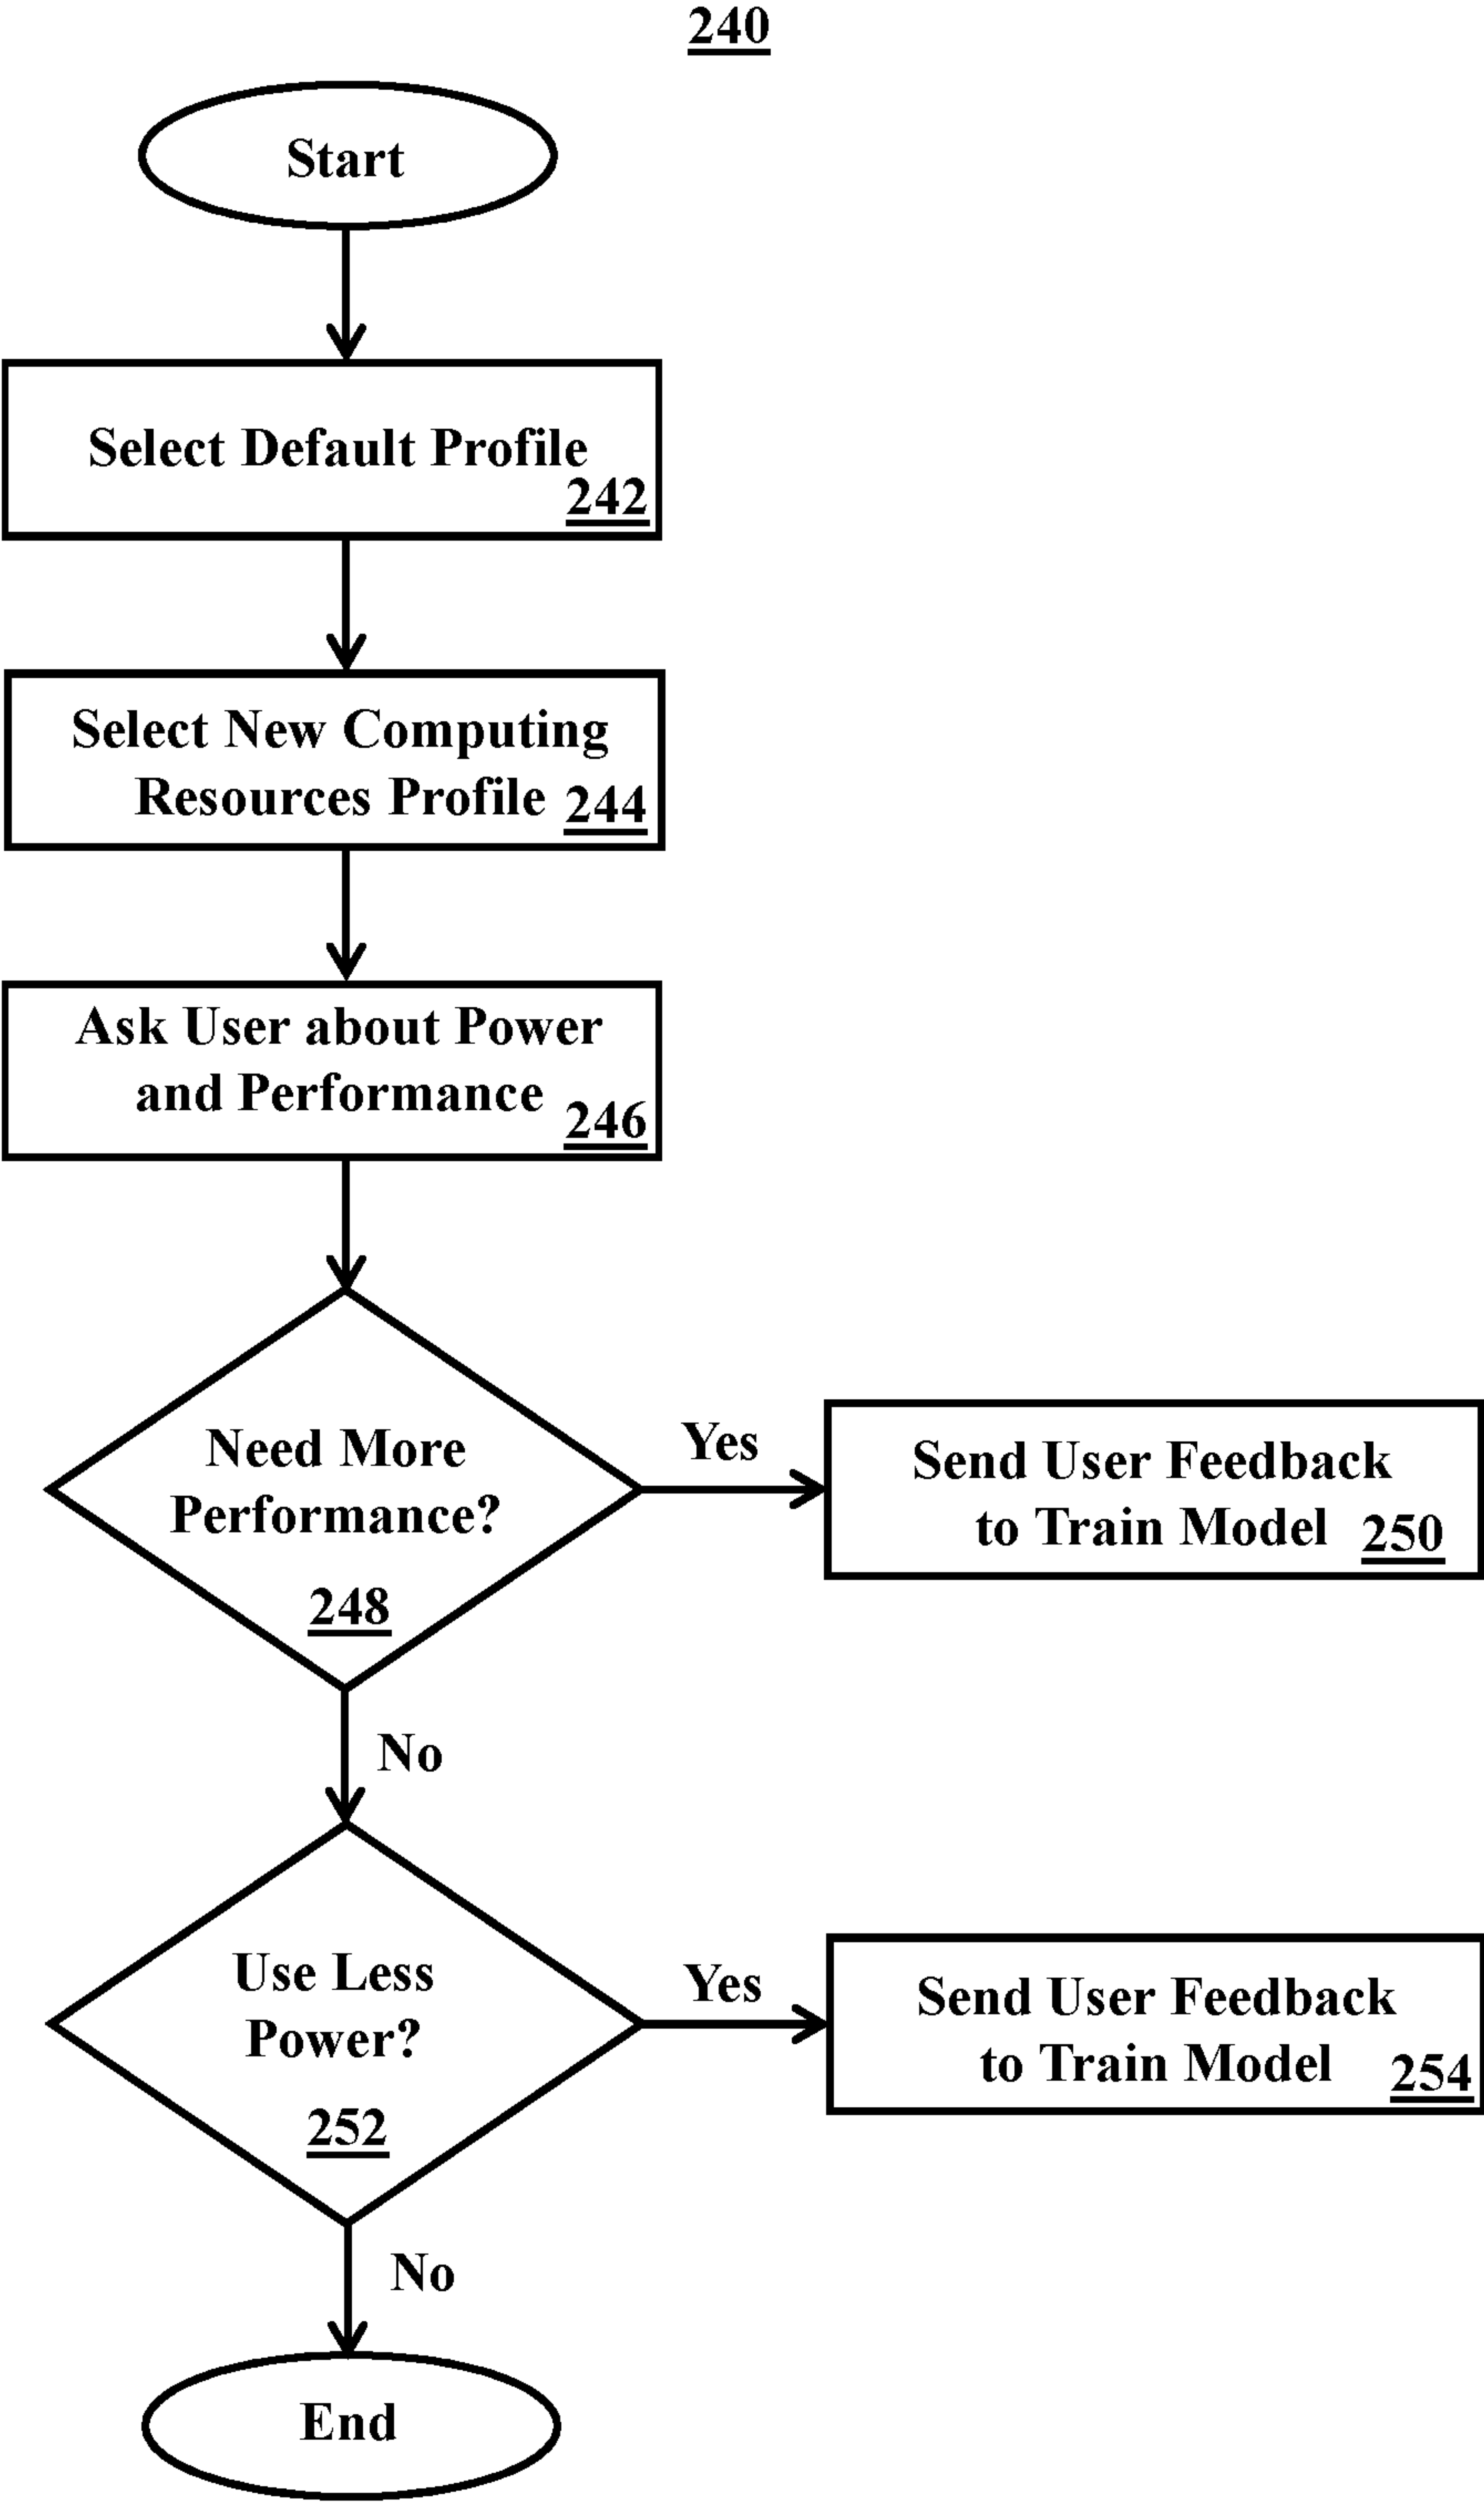 240
Start
Select Default Profile
242
Select New Computing
Resources Profile 244
Ask User about Power
and Performance
246
Need More
Performance?
248
Yes
Send User Feedback
to Train Model 250
No
Use Less
Power?
252
Yes
Send User Feedback
to Train Model 254
No
End